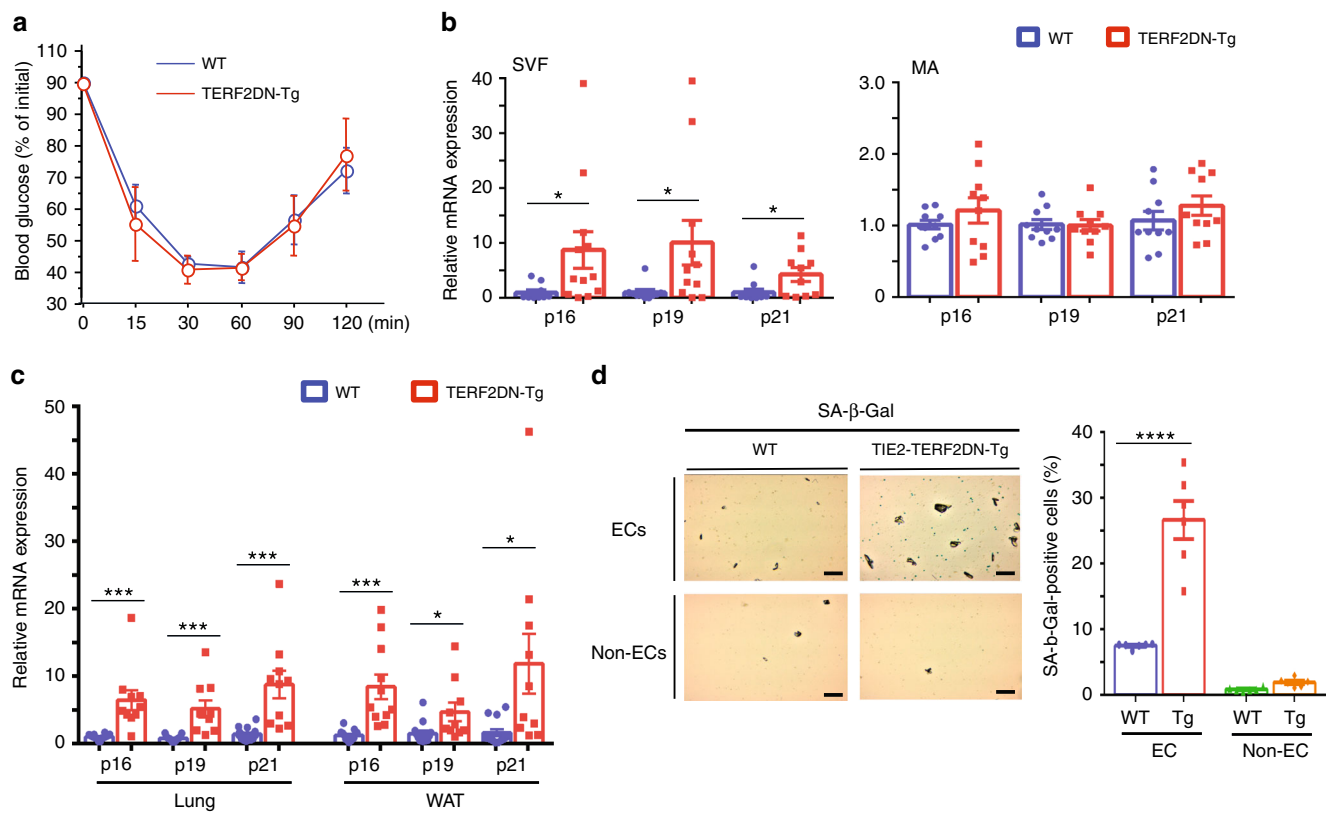 a
110
90
90
80
70
60
50
40
30
Blood glucose (% of initial)
WT
TERF2DN-Tg
0 15 30 60 90 120 (min)
b
WT TERF2DN-Tg
SVF
40
30
20
10
0
Relative mRNA expression
* * *
p16 p19 p21
MA
3.0
2.0
1.0
0
p16 p19 p21
c
WT TERF2DN-Tg
50
40
30
20
10
0
Relative mRNA expression
*** *** *** *** * *
p16 p19 p21 p16 p19 p21
Lung WAT
d
SA-β-Gal
WT TIE2-TERF2DN-Tg
ECs
Non-ECs
40
30
20
10
0
SA-b-Gal-positive cells (%)
****
WT Tg WT Tg
EC Non-EC